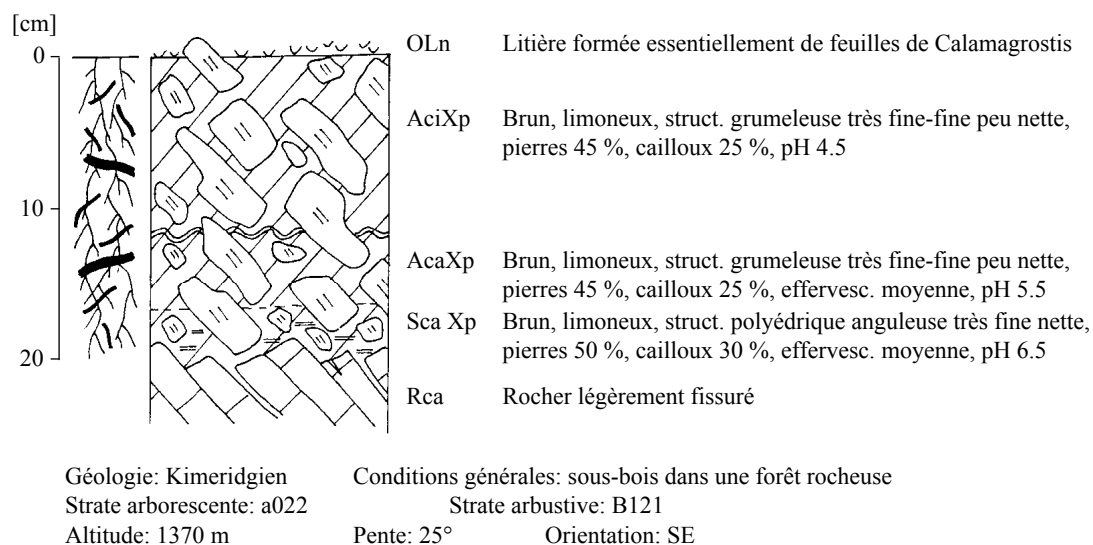 [cm]
0
10
20
OLn Litière formée essentiellement de feuilles de Calamagrostis
AciXp Brun, limoneux, struct. grumeleuse très fine-fine peu nette,
pierres 45 %, cailloux 25 %, pH 4.5
AcaXp Brun, limoneux, struct. grumeleuse très fine-fine peu nette,
pierres 45 %, cailloux 25 %, effervesc. moyenne, pH 5.5
Sca Xp Brun, limoneux, struct. polyédrique anguleuse très fine nette,
pierres 50 %, cailloux 30 %, effervesc. moyenne, pH 6.5
Rca Rocher légèrement fissuré
Géologie: Kimeridgien Conditions générales: sous-bois dans une forêt rocheuse
Strate arborescente: a022 Strate arbustive: B121
Altitude: 1370 m Pente: 25° Orientation: SE